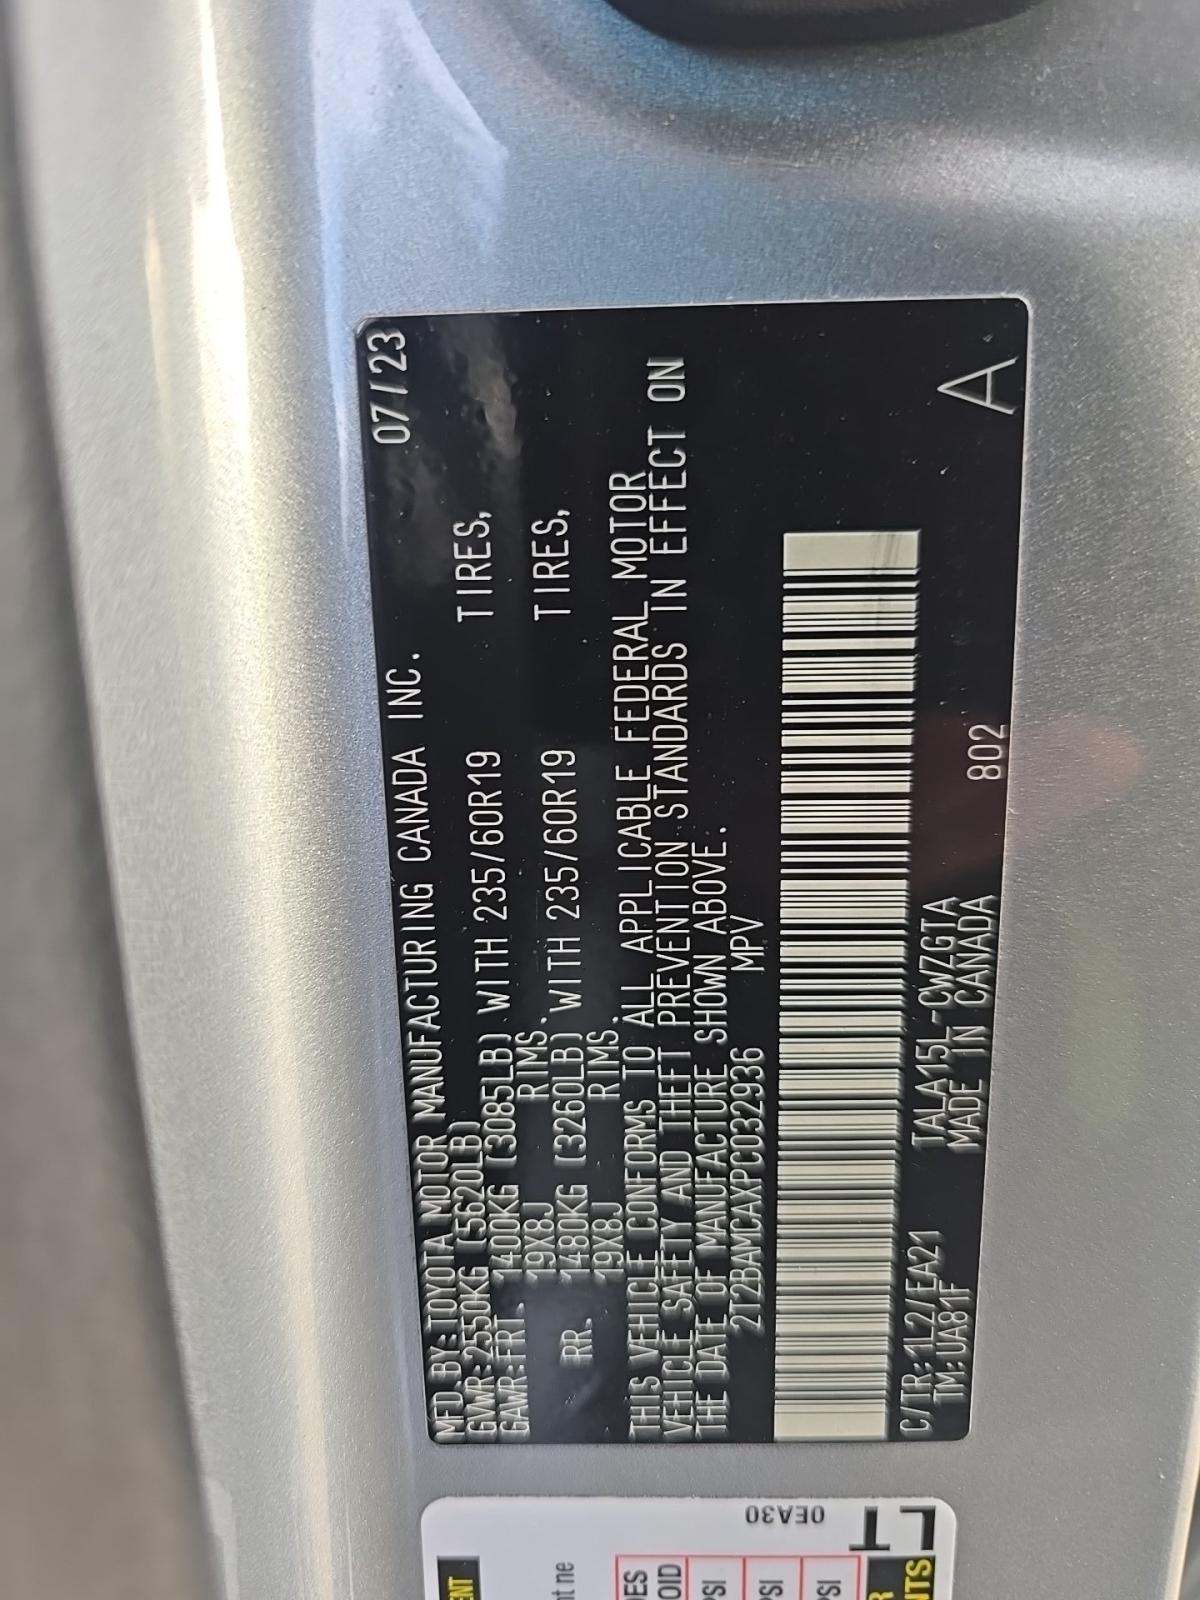 07/23
MFD.BY:TOYOTA MOTOR MANUFACTURING CANADA INC.
GVWR:2550KG (5620LB)
GAWR:FRT. 1400KG (3085LB) WITH 235/60R19 TIRES,
19X8J RIMS.
RR. 1480KG (3260LB) WITH 235/60R19 TIRES,
19X8J RIMS.
THIS VEHICLE CONFORMS TO ALL APPLICABLE FEDERAL MOTOR
VEHICLE SAFETY AND THEFT PREVENTION STANDARDS IN EFFECT ON
THE DATE OF MANUFACTURE SHOWN ABOVE.
2T2BAMCAXPC032936 MPV
C/TR:1L2/EA21 TALA15L-CWZGTA
TM:UA81F MADE IN CANADA 802
A
0EA30
PSI
PSI
PSI